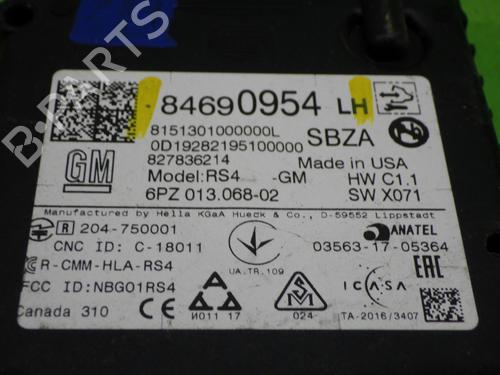 84690954 LH
8151301000000L
SBZA
0D19282195100000
827836214
Made in USA
GM
Model:RS4 -GM
HW C1.1
6PZ 013.068-02
SW X071
Manufactured by Hella KGaA Hueck & Co., D-59552 Lippstadt
R 204-750001
ANATEL
CNC ID: C-18011
03563-17-05364
R-CMM-HLA-RS4
UA.TR.109
EAC
FCC ID:NBG01RS4
ICASA
Canada 310
И011 17
024
TA-2016/3407
B-PARTS